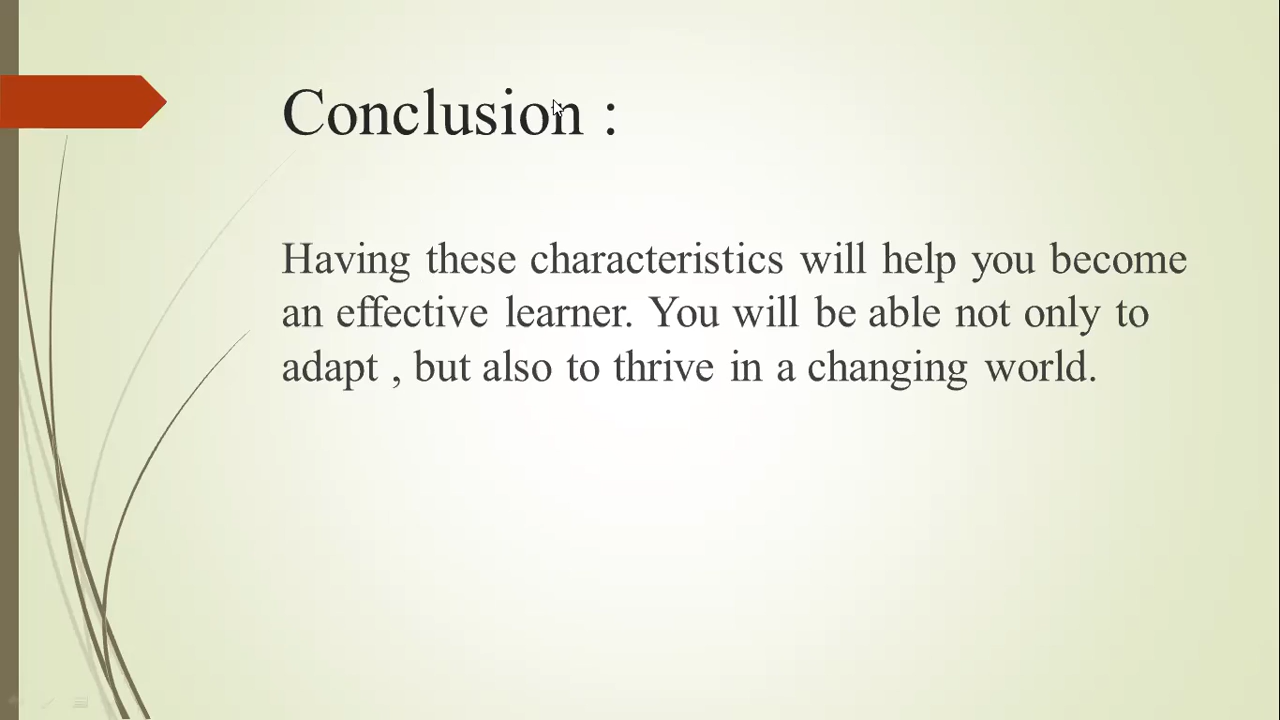 Conclusion :
Having these characteristics will help you become
an effective learner. You will be able not only to
adapt , but also to thrive in a changing world.